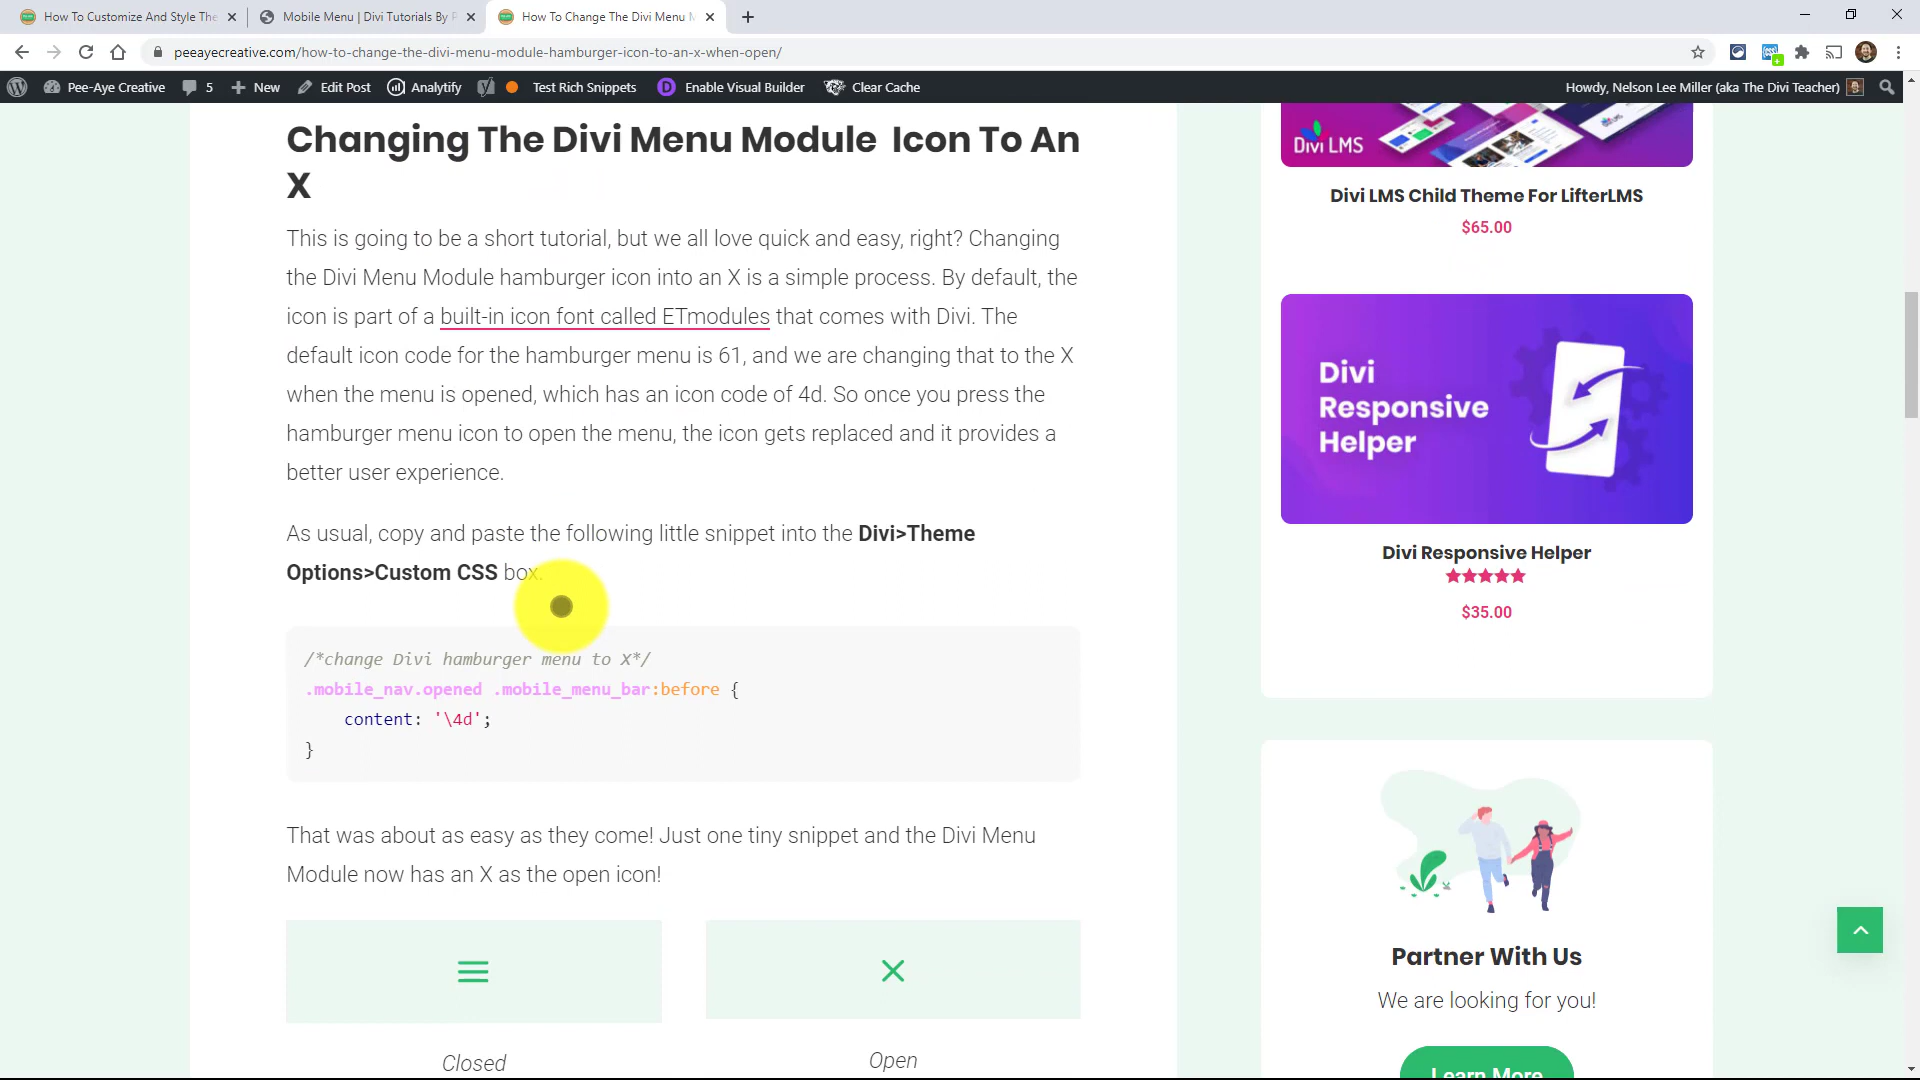 How To Customize And Style The
Mobile Menu | Divi Tutorials By P
How To Change The Divi Menu M
peeayecreative.com/how-to-change-the-divi-menu-module-hamburger-icon-to-an-x-when-open/
Pee-Aye Creative
5
New
Edit Post
Analytify
Test Rich Snippets
D
Enable Visual Builder
Clear Cache
Howdy, Nelson Lee Miller (aka The Divi Teacher)
Changing The Divi Menu Module Icon To An
X
This is going to be a short tutorial, but we all love quick and easy, right? Changing
the Divi Menu Module hamburger icon into an X is a simple process. By default, the
icon is part of a built-in icon font called ETmodules that comes with Divi. The
default icon code for the hamburger menu is 61, and we are changing that to the X
when the menu is opened, which has an icon code of 4d. So once you press the
hamburger menu icon to open the menu, the icon gets replaced and it provides a
better user experience.
As usual, copy and paste the following little snippet into the Divi>Theme
Options>Custom CSS box.
/*change Divi hamburger menu to X*/
.mobile_nav.opened .mobile_menu_bar:before {
content: '\4d';
}
That was about as easy as they come! Just one tiny snippet and the Divi Menu
Module now has an X as the open icon!
Closed
Open
Divi LMS
Divi LMS Child Theme For LifterLMS
$65.00
Divi
Responsive
Helper
Divi Responsive Helper
$35.00
Partner With Us
We are looking for you!
Learn More